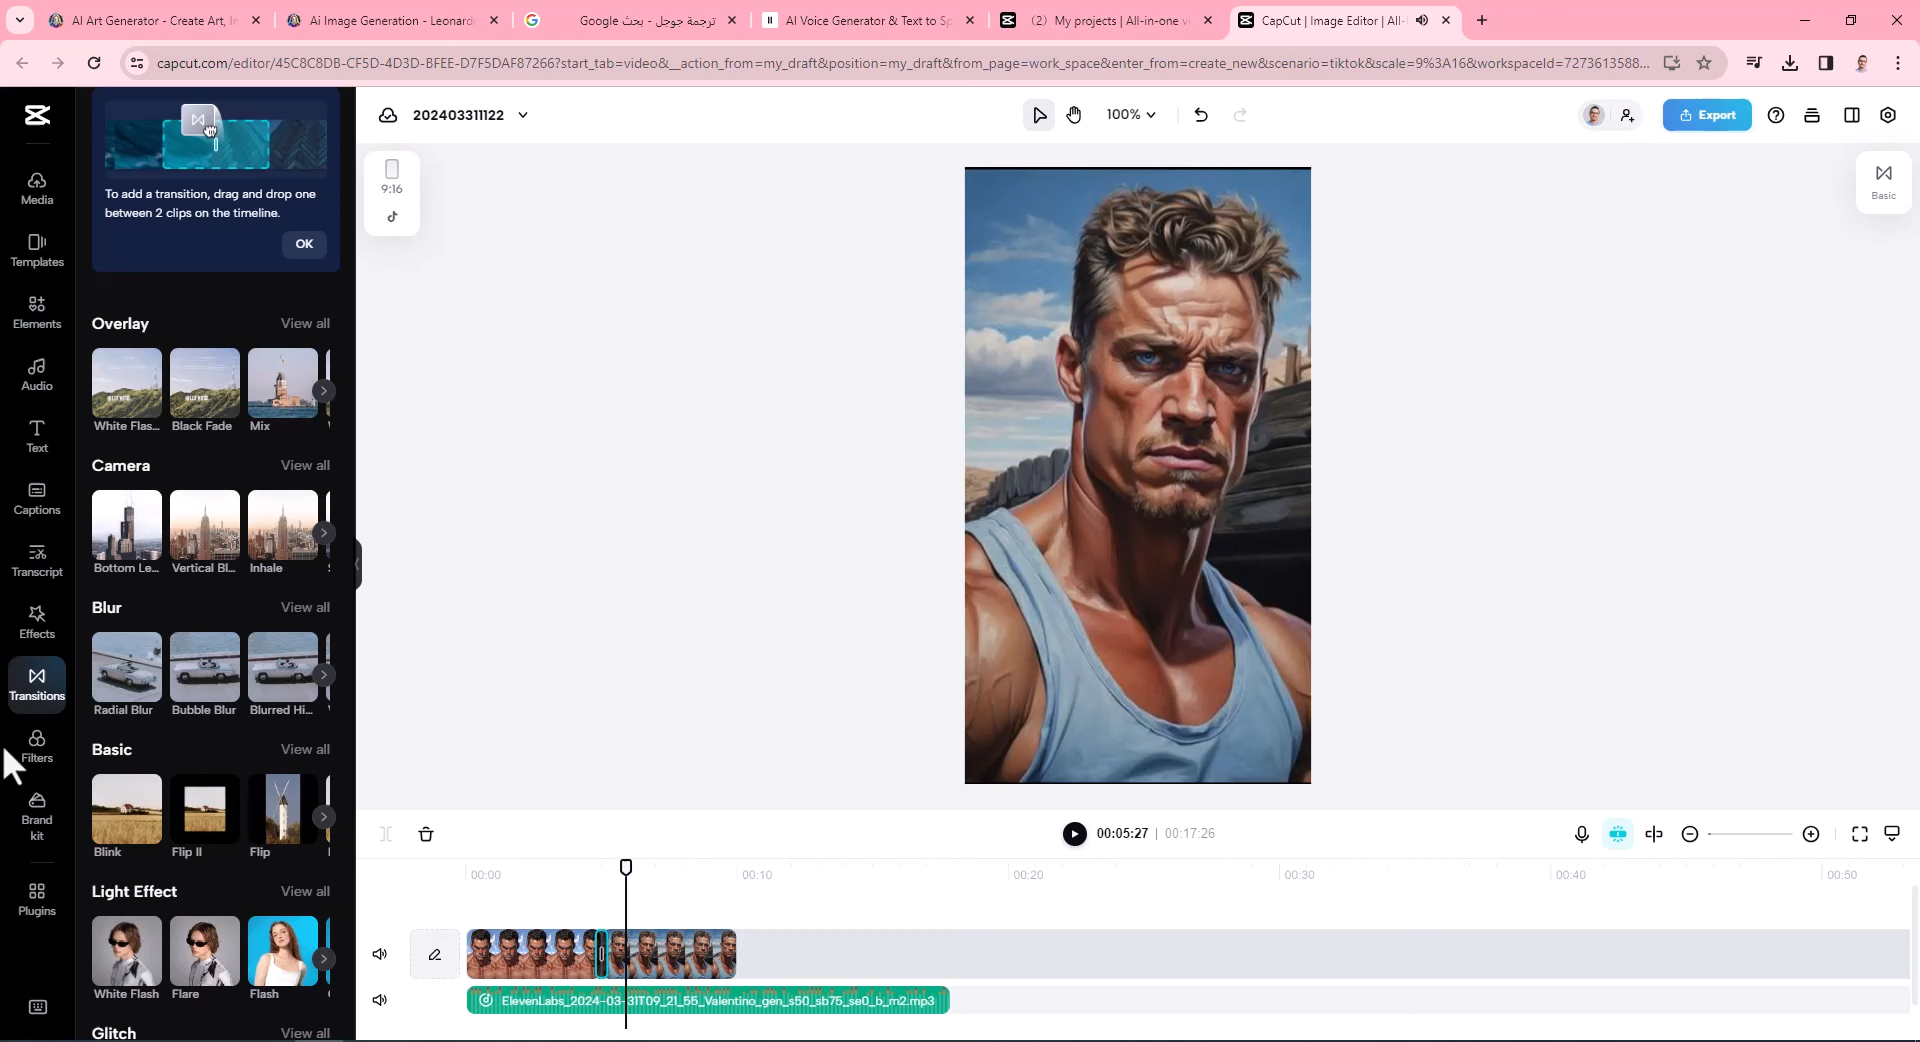 AI Art Generator - Create Art, In
Ai Image Generation - Leonard
ترجمة جوجل - بحث Google
AI Voice Generator & Text to Sp
(2) My projects | All-in-one vi
CapCut | Image Editor | All-
capcut.com/editor/45C8C8DB-CF5D-4D3D-BFEE-D7F5DAF87266?start_tab=video&__action_from=my_draft&position=my_draft&from_page=work_space&enter_from=create_new&scenario=tiktok&scale=9%3A16&workspaceId=7273613588...
202403311122
100%
Export
Media
Templates
Elements
Audio
Text
Captions
Transcript
Effects
Transitions
Filters
Brand
kit
Plugins
To add a transition, drag and drop one
between 2 clips on the timeline.
OK
Overlay View all
White Flas... Black Fade Mix
Camera View all
Bottom Le... Vertical Bl... Inhale
Blur View all
Radial Blur Bubble Blur Blurred Hi...
Basic View all
Blink Flip II Flip
Light Effect View all
White Flash Flare Flash
Glitch View all
9:16
Basic
00:05:27 | 00:17:26
00:00 00:10 00:20 00:30 00:40 00:50
ElevenLabs_2024-03-31T09_21_55_Valentino_gen_s50_sb75_se0_b_m2.mp3